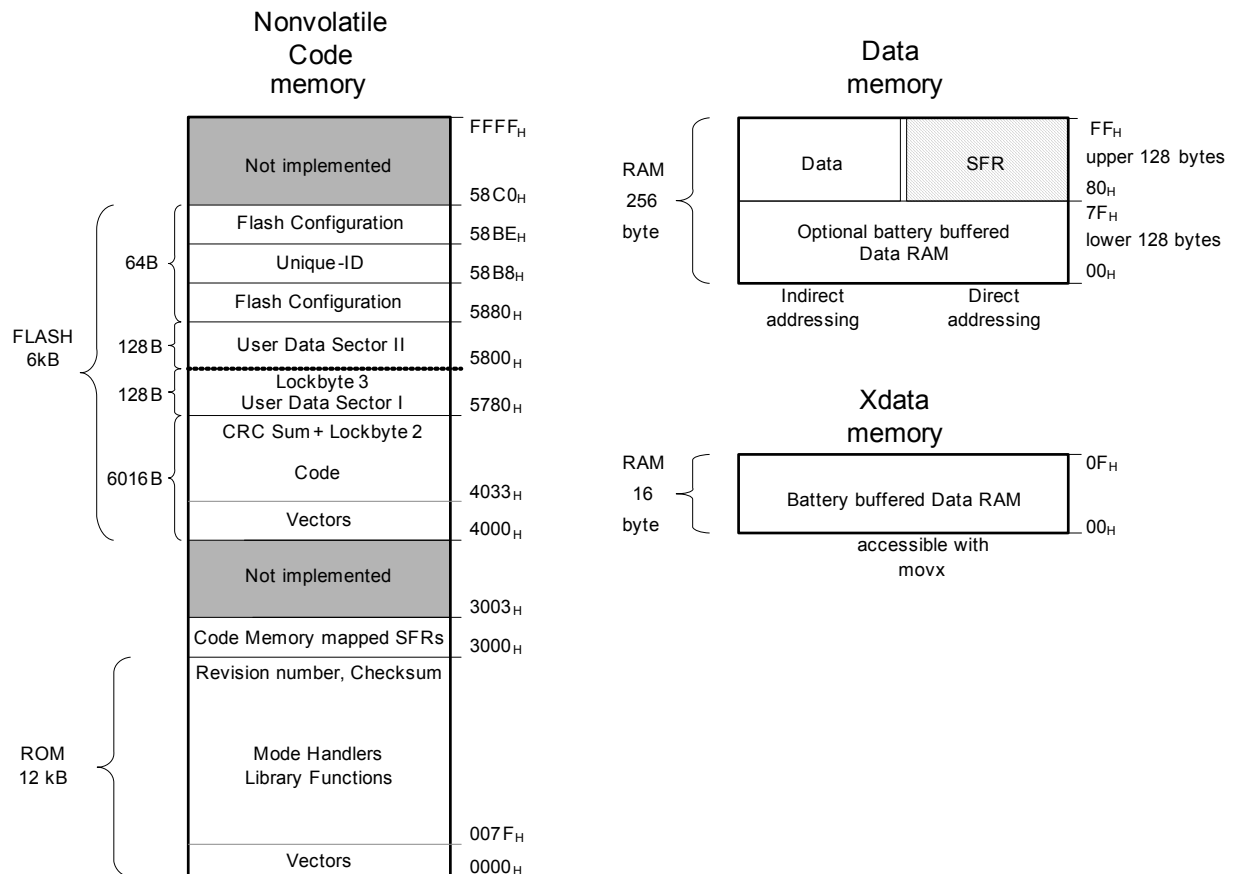 Nonvolatile
Code
memory
FFFFH
Not implemented
58C0H
Flash Configuration
58BEH
64B
Unique-ID
58B8H
Flash Configuration
5880H
FLASH
6kB
128B
User Data Sector II
5800H
128B
Lockbyte 3
User Data Sector I
5780H
CRC Sum + Lockbyte 2
6016B
Code
4033H
Vectors
4000H
Not implemented
3003H
Code Memory mapped SFRs
3000H
Revision number, Checksum
ROM
12 kB
Mode Handlers
Library Functions
007FH
Vectors
0000H
Data
memory
RAM
256
byte
Data
SFR
FFH
upper 128 bytes
80H
7FH
lower 128 bytes
00H
Optional battery buffered
Data RAM
Indirect
addressing
Direct
addressing
Xdata
memory
RAM
16
byte
0FH
Battery buffered Data RAM
00H
accessible with
movx